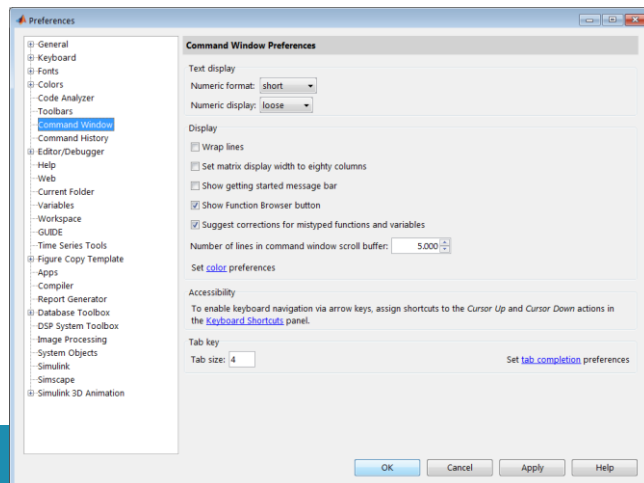 Preferences
General
Keyboard
Fonts
Colors
Code Analyzer
Toolbars
Command Window
Command History
Editor/Debugger
Help
Web
Current Folder
Variables
Workspace
GUIDE
Time Series Tools
Figure Copy Template
Apps
Compiler
Report Generator
Database Toolbox
DSP System Toolbox
Image Processing
System Objects
Simulink
Simscape
Simulink 3D Animation
Command Window Preferences
Text display
Numeric format: short
Numeric display: loose
Display
Wrap lines
Set matrix display width to eighty columns
Show getting started message bar
Show Function Browser button
Suggest corrections for mistyped functions and variables
Number of lines in command window scroll buffer: 5.000
Set color preferences
Accessibility
To enable keyboard navigation via arrow keys, assign shortcuts to the Cursor Up and Cursor Down actions in
the Keyboard Shortcuts panel.
Tab key
Tab size: 4 Set tab completion preferences
OK Cancel Apply Help